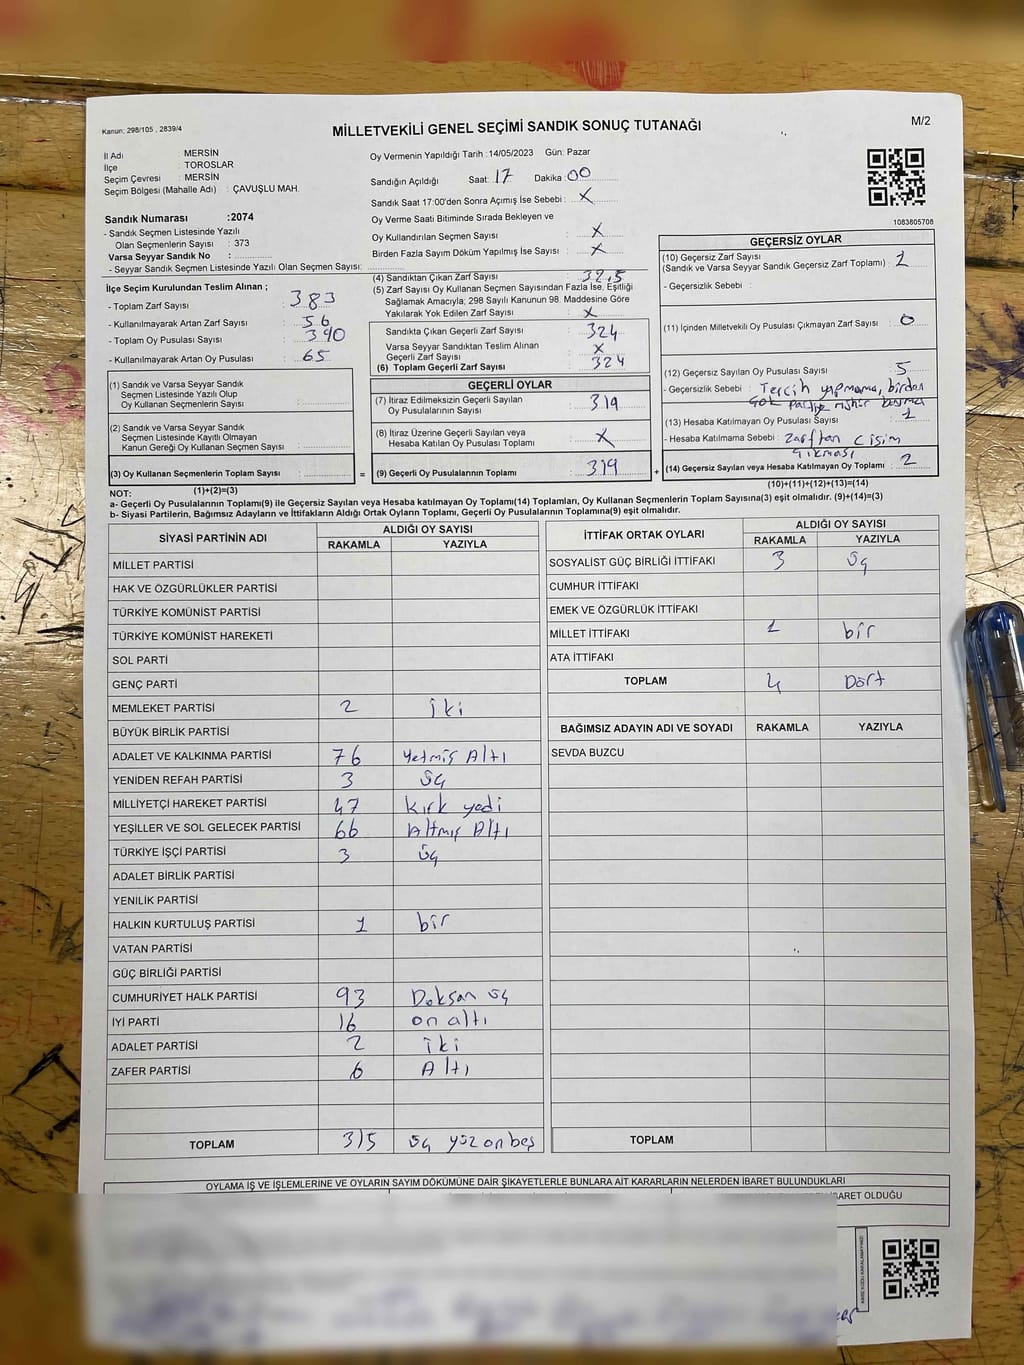 Kanun: 298/105 , 2839/4
MİLLETVEKİLİ GENEL SEÇİMİ SANDIK SONUÇ TUTANAĞI
M/2
İl Adı : MERSİN
İlçe : TOROSLAR
Seçim Çevresi : MERSİN
Seçim Bölgesi (Mahalle Adı) : ÇAVUŞLU MAH.
Sandık Numarası :2074
- Sandık Seçmen Listesinde Yazılı
Olan Seçmenlerin Sayısı : 373
Varsa Seyyar Sandık No :
- Seyyar Sandık Seçmen Listesinde Yazılı Olan Seçmen Sayısı:
Oy Vermenin Yapıldığı Tarih :14/05/2023 Gün: Pazar
Sandığın Açıldığı Saat: 17 Dakika: 00
Sandık Saat 17:00'den Sonra Açımış İse Sebebi : X
Oy Verme Saati Bitiminde Sırada Bekleyen ve
Oy Kullandırılan Seçmen Sayısı : X
Birden Fazla Sayım Döküm Yapılmış İse Sayısı : X
1083805708
İlçe Seçim Kurulundan Teslim Alınan ;
- Toplam Zarf Sayısı : 383
- Kullanılmayarak Artan Zarf Sayısı : 56
- Toplam Oy Pusulası Sayısı : 390
- Kullanılmayarak Artan Oy Pusulası : 65
(1) Sandık ve Varsa Seyyar Sandık
Seçmen Listesinde Yazılı Olup
Oy Kullanan Seçmenlerin Sayısı :
(2) Sandık ve Varsa Seyyar Sandık
Seçmen Listesinde Kayıtlı Olmayan
Kanun Gereği Oy Kullanan Seçmen Sayısı :
(3) Oy Kullanan Seçmenlerin Toplam Sayısı :
(1)+(2)=(3)
(4) Sandıktan Çıkan Zarf Sayısı : 325
(5) Zarf Sayısı Oy Kullanan Seçmen Sayısından Fazla İse, Eşitliği
Sağlamak Amacıyla; 298 Sayılı Kanunun 98. Maddesine Göre
Yakılarak Yok Edilen Zarf Sayısı : X
Sandıkta Çıkan Geçerli Zarf Sayısı : 324
Varsa Seyyar Sandıktan Teslim Alınan
Geçerli Zarf Sayısı : X
(6) Toplam Geçerli Zarf Sayısı : 324
GEÇERLİ OYLAR
(7) İtiraz Edilmeksizin Geçerli Sayılan
Oy Pusulalarının Sayısı : 319
(8) İtiraz Üzerine Geçerli Sayılan veya
Hesaba Katılan Oy Pusulası Toplamı : X
= (9) Geçerli Oy Pusulalarının Toplamı : 319 +
GEÇERSİZ OYLAR
(10) Geçersiz Zarf Sayısı
(Sandık ve Varsa Seyyar Sandık Geçersiz Zarf Toplamı) : 1
- Geçersizlik Sebebi :
(11) İçinden Milletvekili Oy Pusulası Çıkmayan Zarf Sayısı : 0
(12) Geçersiz Sayılan Oy Pusulası Sayısı : 5
- Geçersizlik Sebebi : Tercih yapmama, birden
çok partiye mühür basma
(13) Hesaba Katılmayan Oy Pusulası Sayısı : 1
- Hesaba Katılmama Sebebi : Zarftan cisim
çıkması
(14) Geçersiz Sayılan veya Hesaba Katılmayan Oy Toplamı : 2
(10)+(11)+(12)+(13)=(14)
NOT:
a- Geçerli Oy Pusulalarının Toplamı(9) ile Geçersiz Sayılan veya Hesaba katılmayan Oy Toplamı(14) Toplamları, Oy Kullanan Seçmenlerin Toplam Sayısına(3) eşit olmalıdır. (9)+(14)=(3)
b- Siyasi Partilerin, Bağımsız Adayların ve İttifakların Aldığı Ortak Oyların Toplamı, Geçerli Oy Pusulalarının Toplamına(9) eşit olmalıdır.
SİYASİ PARTİNİN ADI ALDIĞI OY SAYISI
RAKAMLA YAZIYLA
MİLLET PARTİSİ
HAK VE ÖZGÜRLÜKLER PARTİSİ
TÜRKİYE KOMÜNİST PARTİSİ
TÜRKİYE KOMÜNİST HAREKETİ
SOL PARTİ
GENÇ PARTİ
MEMLEKET PARTİSİ 2 iki
BÜYÜK BİRLİK PARTİSİ
ADALET VE KALKINMA PARTİSİ 76 Yetmiş Altı
YENİDEN REFAH PARTİSİ 3 üç
MİLLİYETÇİ HAREKET PARTİSİ 47 Kırk yedi
YEŞİLLER VE SOL GELECEK PARTİSİ 66 Altmış Altı
TÜRKİYE İŞÇİ PARTİSİ 3 üç
ADALET BİRLİK PARTİSİ
YENİLİK PARTİSİ
HALKIN KURTULUŞ PARTİSİ 1 bir
VATAN PARTİSİ
GÜÇ BİRLİĞİ PARTİSİ
CUMHURİYET HALK PARTİSİ 93 Doksan üç
İYİ PARTİ 16 on altı
ADALET PARTİSİ 2 iki
ZAFER PARTİSİ 6 Altı
TOPLAM 315 üç yüz on beş
İTTİFAK ORTAK OYLARI ALDIĞI OY SAYISI
RAKAMLA YAZIYLA
SOSYALİST GÜÇ BİRLİĞİ İTTİFAKI 3 üç
CUMHUR İTTİFAKI
EMEK VE ÖZGÜRLÜK İTTİFAKI
MİLLET İTTİFAKI 1 bir
ATA İTTİFAKI
TOPLAM 4 Dört
BAĞIMSIZ ADAYIN ADI VE SOYADI RAKAMLA YAZIYLA
SEVDA BUZCU
TOPLAM
OYLAMA İŞ VE İŞLEMLERİNE VE OYLARIN SAYIM DÖKÜMÜNE DAİR ŞİKAYETLERLE BUNLARA AİT KARARLARIN NELERDEN İBARET BULUNDUKLARI
İBARET OLDUĞU